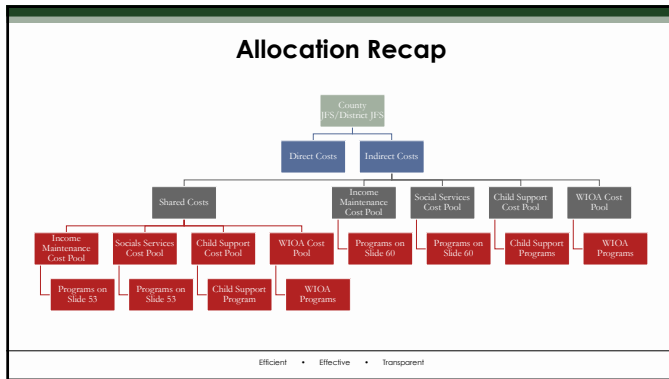 Allocation Recap
County
JFS/District JFS
Direct Costs
Indirect Costs
Shared Costs
Income
Maintenance
Cost Pool
Social Services
Cost Pool
Child Support
Cost Pool
WIOA Cost
Pool
Income
Maintenance
Cost Pool
Socials Services
Cost Pool
Child Support
Cost Pool
WIOA Cost
Pool
Programs on
Slide 60
Programs on
Slide 60
Child Support
Programs
WIOA
Programs
Programs on
Slide 53
Programs on
Slide 53
Child Support
Program
WIOA
Programs
Efficient • Effective • Transparent